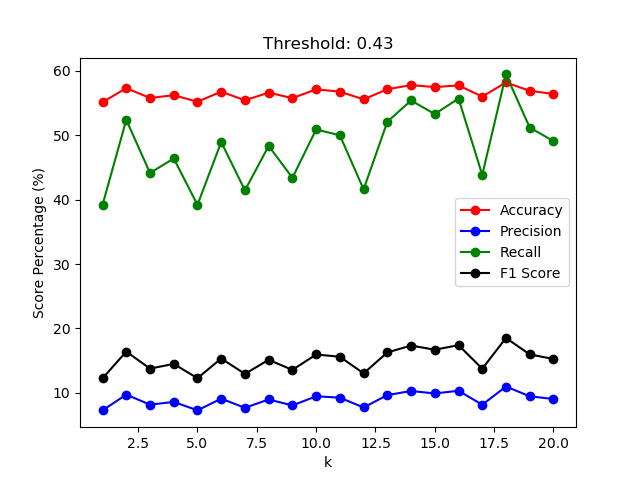 Threshold: 0.43
Score Percentage (%)
60
50
40
30
20
10
Accuracy
Precision
Recall
F1 Score
2.5 5.0 7.5 10.0 12.5 15.0 17.5 20.0
k